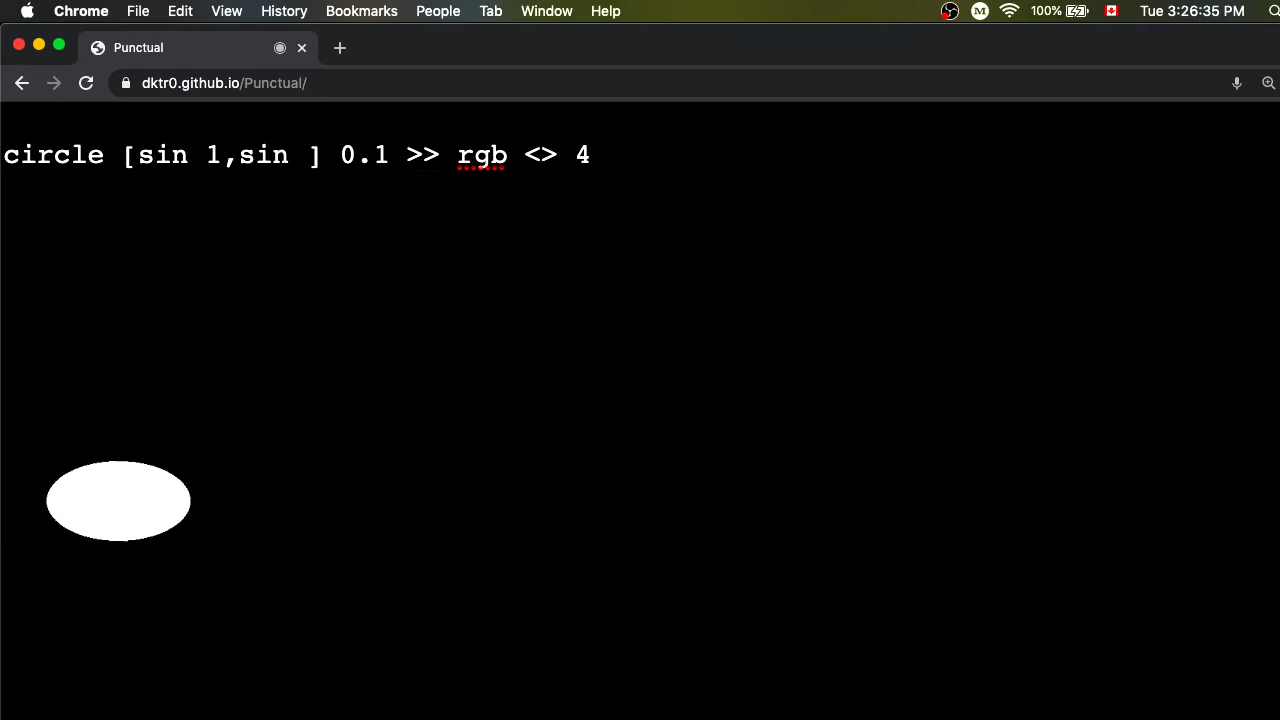 Chrome File Edit View History Bookmarks People Tab Window Help M 100% Tue 3:26:35 PM
Punctual
dktr0.github.io/Punctual/
circle [sin 1,sin ] 0.1 >> rgb <> 4